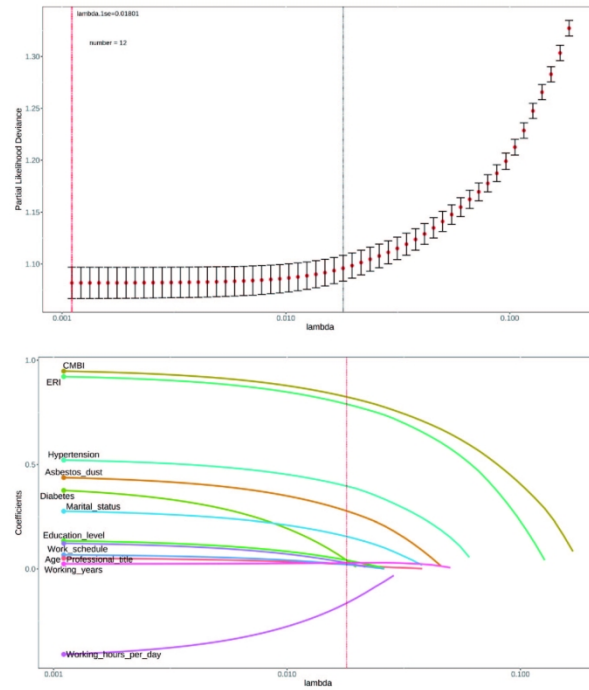 lambda.1se=0.01801
number = 12
Partial Likelihood Deviance
1.30
1.25
1.20
1.15
1.10
0.001
0.010
0.100
lambda
1.0
CMBI
ERI
Hypertension
0.5
Asbestos_dust
Diabetes
Marital_status
Coefficients
Education_level
Work_schedule
Age Professional_title
0.0
Working_years
Working_hours_per_day
0.001
0.010
0.100
lambda